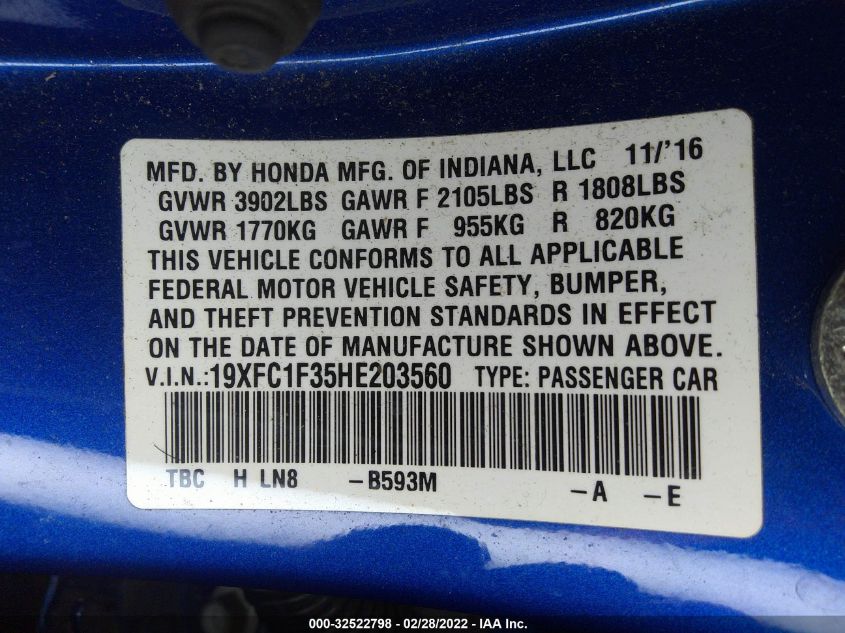 MFD. BY HONDA MFG. OF INDIANA, LLC 11/'16
GVWR 3902LBS GAWR F 2105LBS R 1808LBS
GVWR 1770KG GAWR F 955KG R 820KG
THIS VEHICLE CONFORMS TO ALL APPLICABLE
FEDERAL MOTOR VEHICLE SAFETY, BUMPER,
AND THEFT PREVENTION STANDARDS IN EFFECT
ON THE DATE OF MANUFACTURE SHOWN ABOVE.
V.I.N.:19XFC1F35HE203560 TYPE: PASSENGER CAR
TBC H LN8 -B593M -A -E
000-32522798 - 02/28/2022 - IAA Inc.